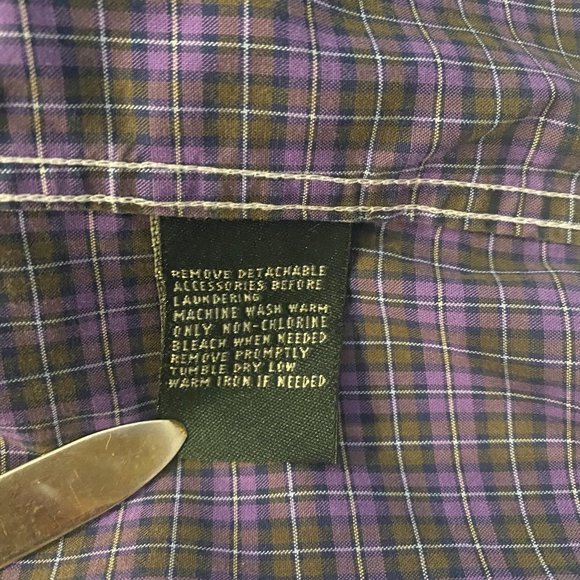 REMOVE DETACHABLE
ACCESSORIES BEFORE
LAUNDERING
MACHINE WASH WARM
ONLY NON-CHLORINE
BLEACH WHEN NEEDED
REMOVE PROMPTLY
TUMBLE DRY LOW
WARM IRON IF NEEDED